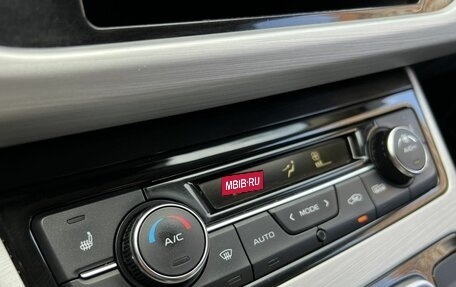 MBIB.RU
A/C
AUTO
< MODE >